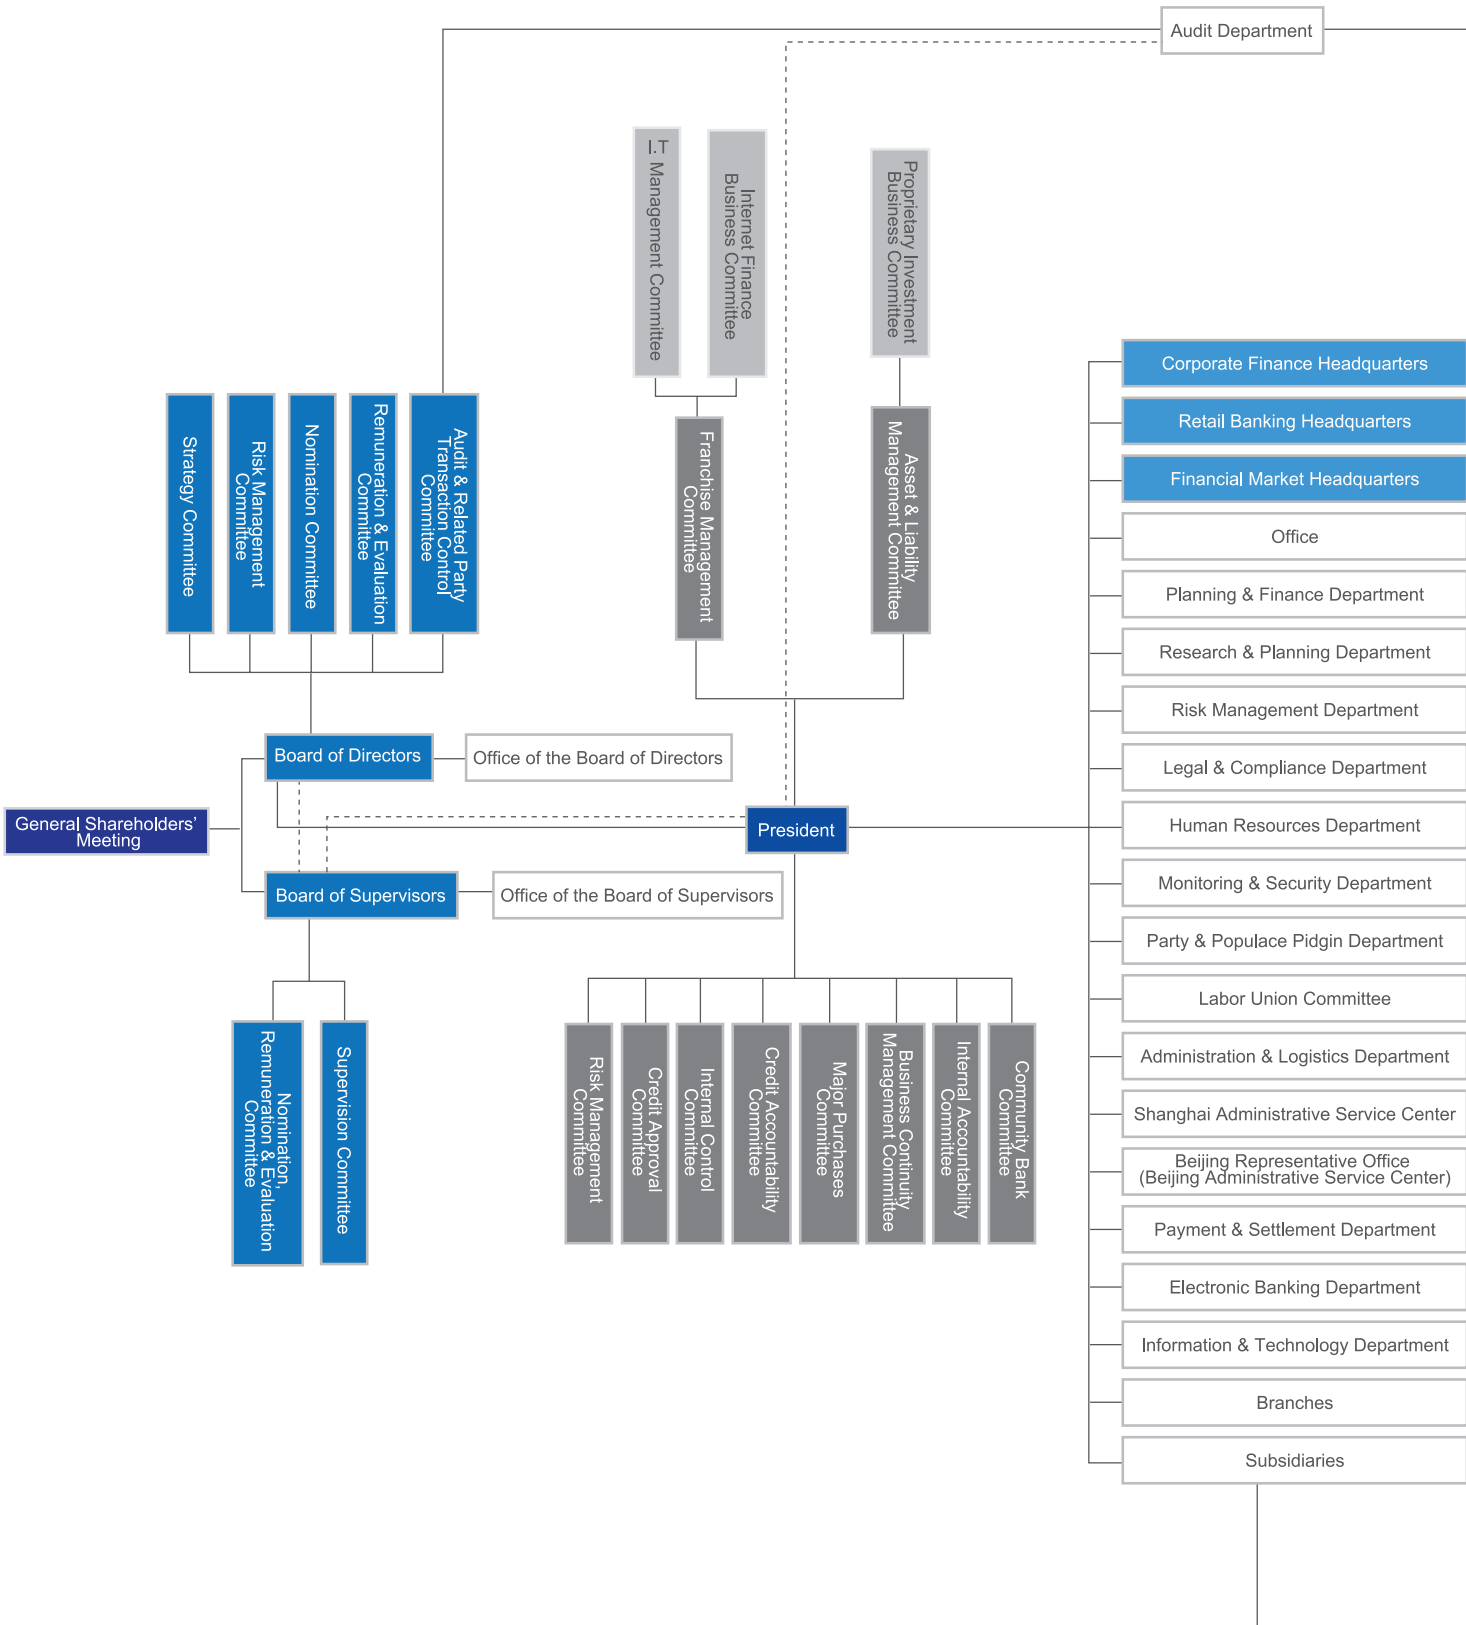 Audit Department
Management Committee
Internet Finance
Business Committee
Proprietary Investment
Business Committee
Strategy Committee
Risk Management
Committee
Nomination Committee
Remuneration & Evaluation
Committee
Audit & Related Party
Transaction Control
Committee
Franchise Management
Committee
Asset & Liability
Management Committee
Board of Directors
Office of the Board of Directors
General Shareholders’
Meeting
President
Board of Supervisors
Office of the Board of Supervisors
Nomination,
Remuneration & Evaluation
Committee
Supervision Committee
Risk Management
Committee
Credit Approval
Committee
Internal Control
Committee
Credit Accountability
Committee
Major Purchases
Committee
Business Continuity
Management Committee
Internal Accountability
Committee
Community Bank
Committee
Corporate Finance Headquarters
Retail Banking Headquarters
Financial Market Headquarters
Office
Planning & Finance Department
Research & Planning Department
Risk Management Department
Legal & Compliance Department
Human Resources Department
Monitoring & Security Department
Party & Populace Pidgin Department
Labor Union Committee
Administration & Logistics Department
Shanghai Administrative Service Center
Beijing Representative Office
(Beijing Administrative Service Center)
Payment & Settlement Department
Electronic Banking Department
Information & Technology Department
Branches
Subsidiaries